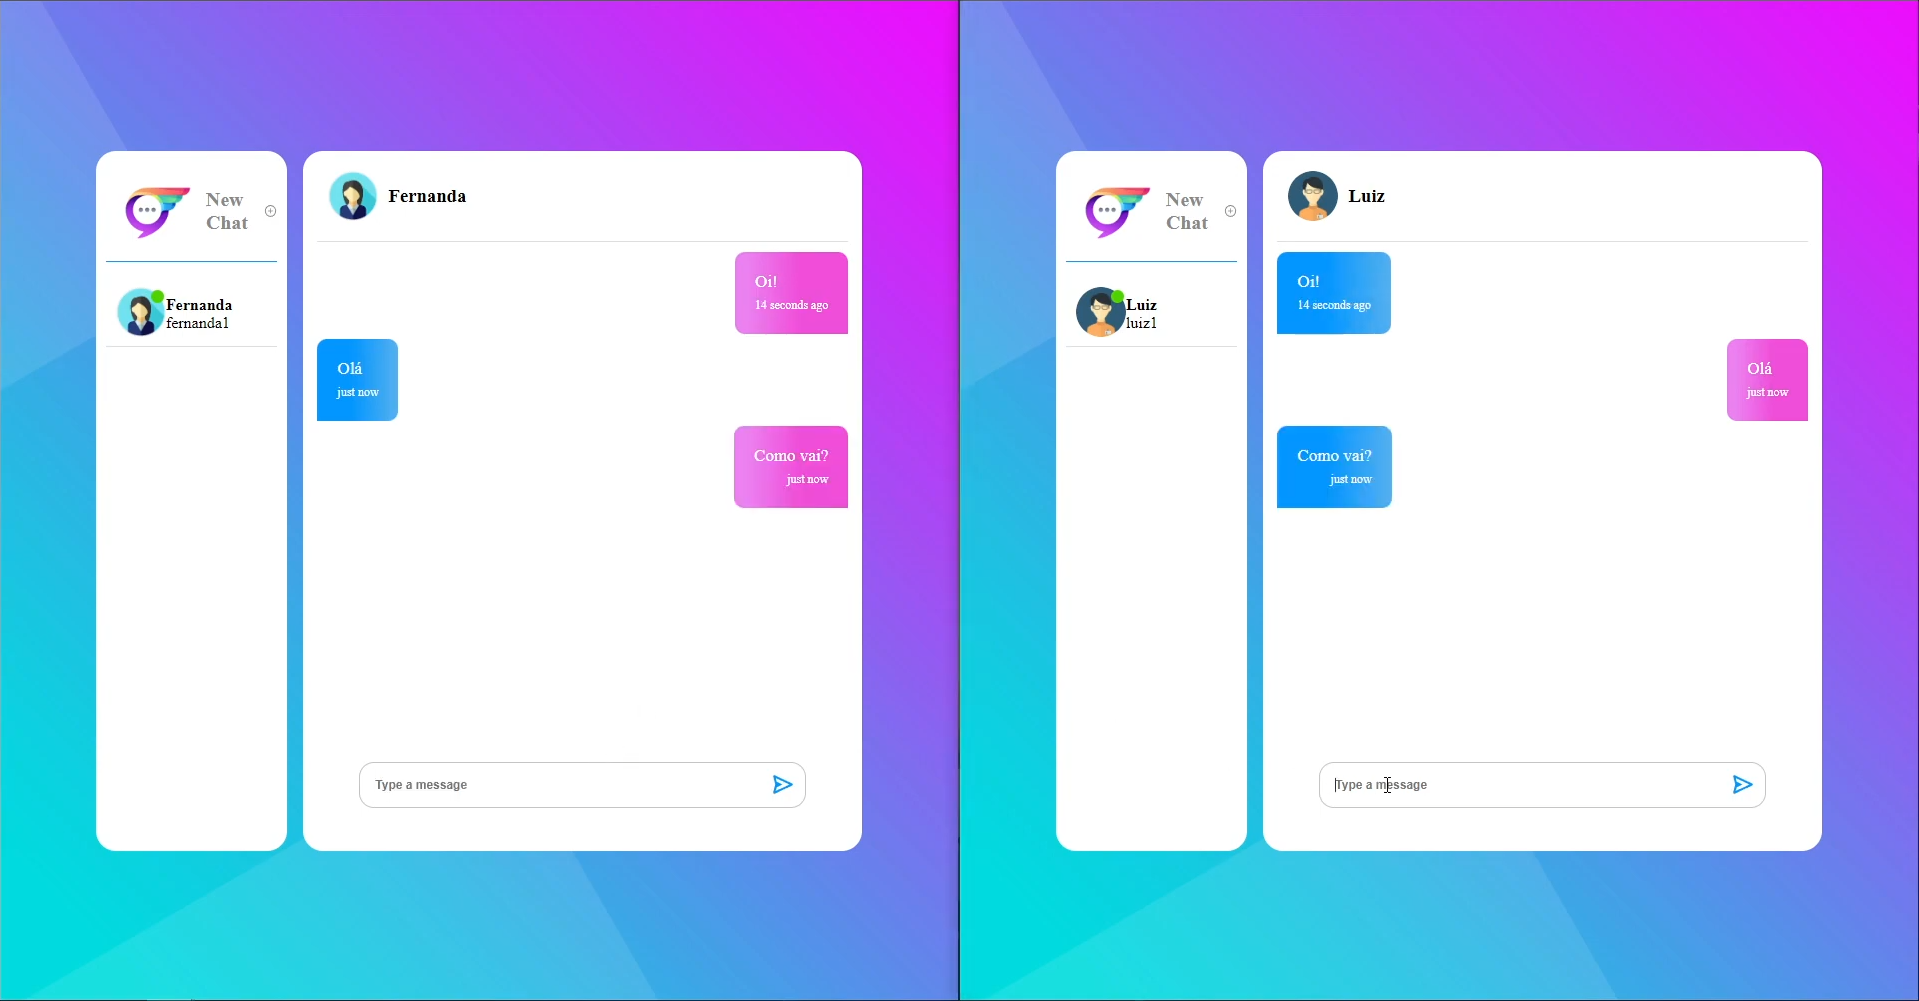 New
Chat
Fernanda
fernanda1
Fernanda
Oi!
14 seconds ago
Olá
just now
Como vai?
just now
Type a message
New
Chat
Luiz
luiz1
Luiz
Oi!
14 seconds ago
Olá
just now
Como vai?
just now
Type a message